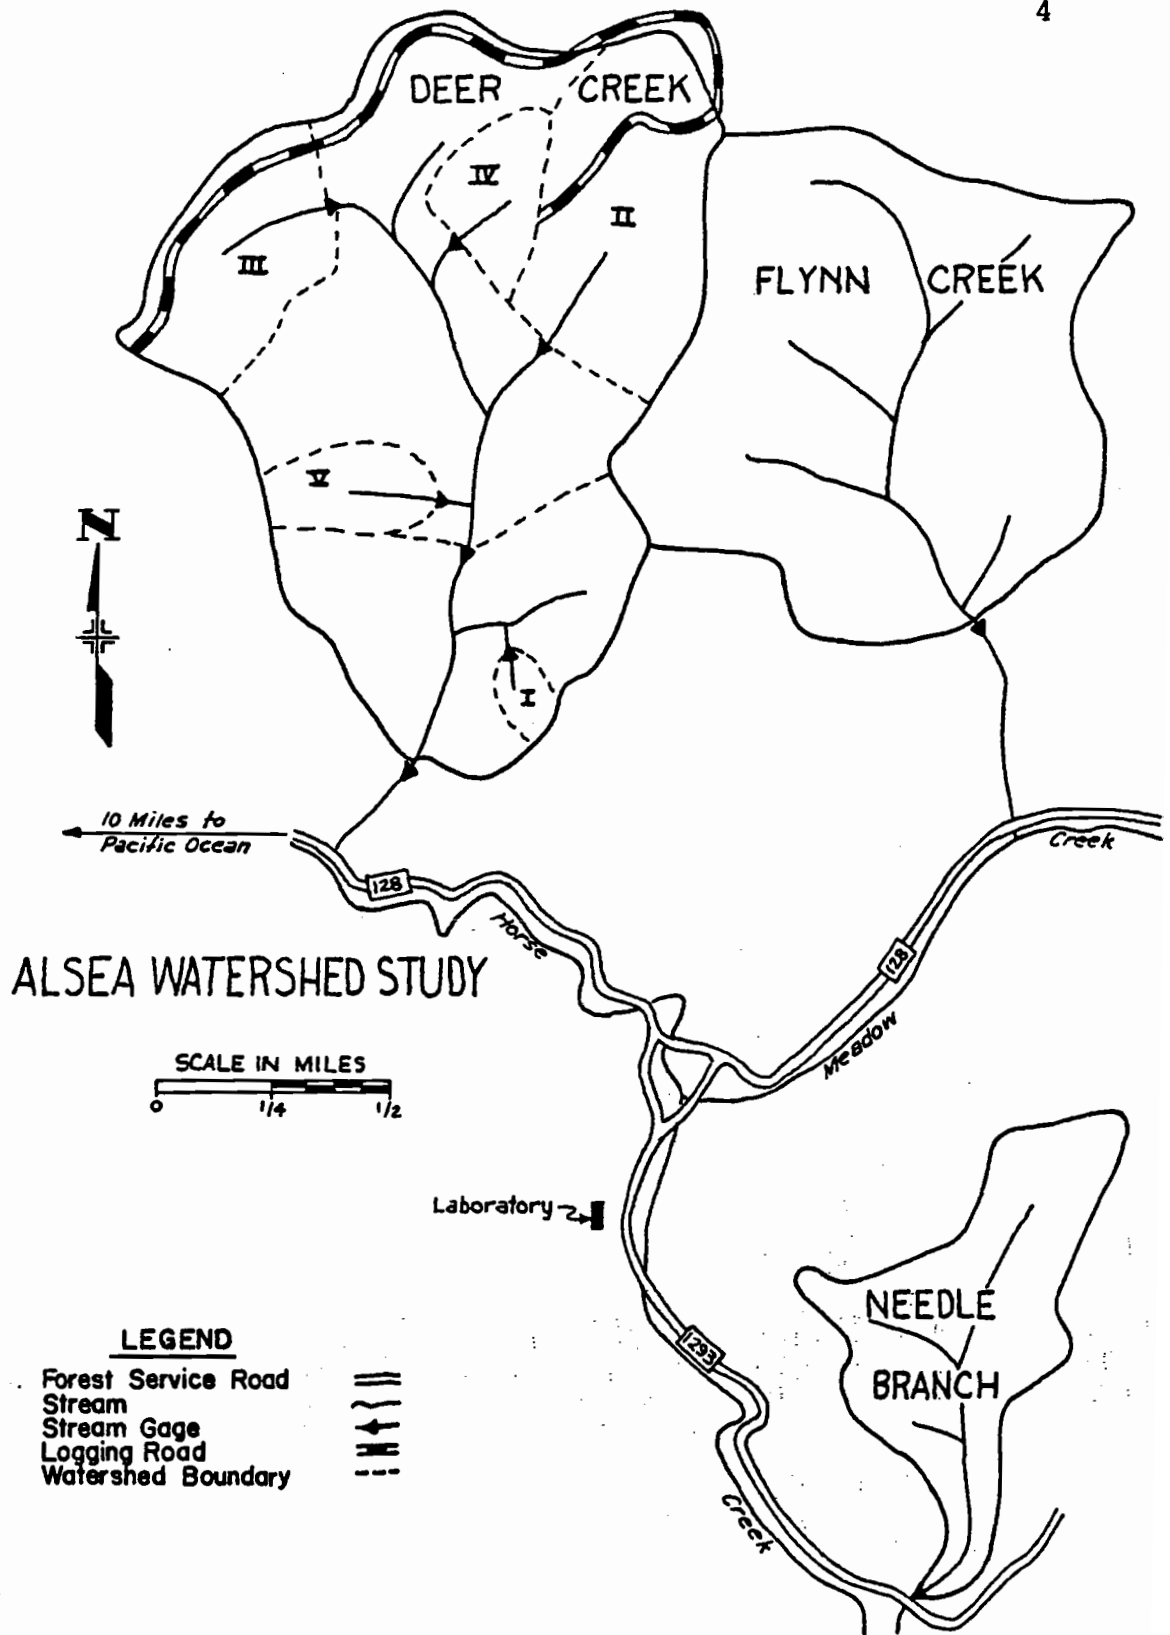 4
DEER CREEK
IV
II
III
FLYNN CREEK
V
N
I
10 Miles to
Pacific Ocean
Creek
128
Horse
128
ALSEA WATERSHED STUDY
Meadow
SCALE IN MILES
0 1/4 1/2
Laboratory
NEEDLE
BRANCH
1293
LEGEND
Forest Service Road
Stream
Stream Gage
Logging Road
Watershed Boundary
Creek